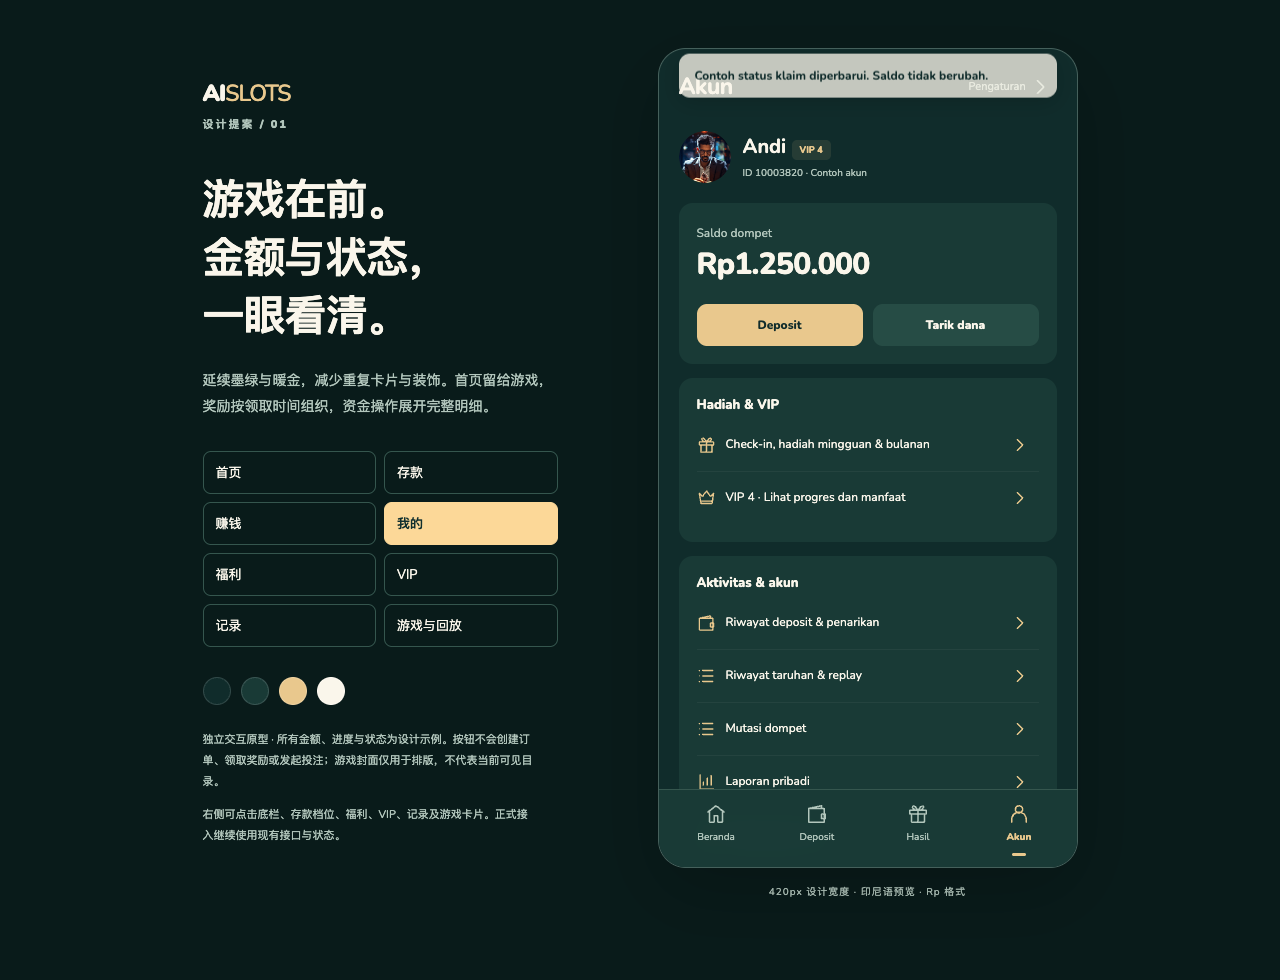 AISLOTS
设计提案 / 01
游戏在前。
金额与状态，
一眼看清。
延续墨绿与暖金，减少重复卡片与装饰。首页留给游戏，
奖励按领取时间组织，资金操作展开完整明细。
首页
存款
赚钱
我的
福利
VIP
记录
游戏与回放
独立交互原型 · 所有金额、进度与状态为设计示例。按钮不会创建订
单、领取奖励或发起投注；游戏封面仅用于排版，不代表当前可见目
录。
右侧可点击底栏、存款档位、福利、VIP、记录及游戏卡片。正式接
入继续使用现有接口与状态。
Contoh status klaim diperbarui. Saldo tidak berubah.
Akun
Pengaturan
Andi
VIP 4
ID 10003820 · Contoh akun
Saldo dompet
Rp1.250.000
Deposit
Tarik dana
Hadiah & VIP
Check-in, hadiah mingguan & bulanan
VIP 4 · Lihat progres dan manfaat
Aktivitas & akun
Riwayat deposit & penarikan
Riwayat taruhan & replay
Mutasi dompet
Laporan pribadi
Beranda
Deposit
Hasil
Akun
420px 设计宽度 · 印尼语预览 · Rp 格式